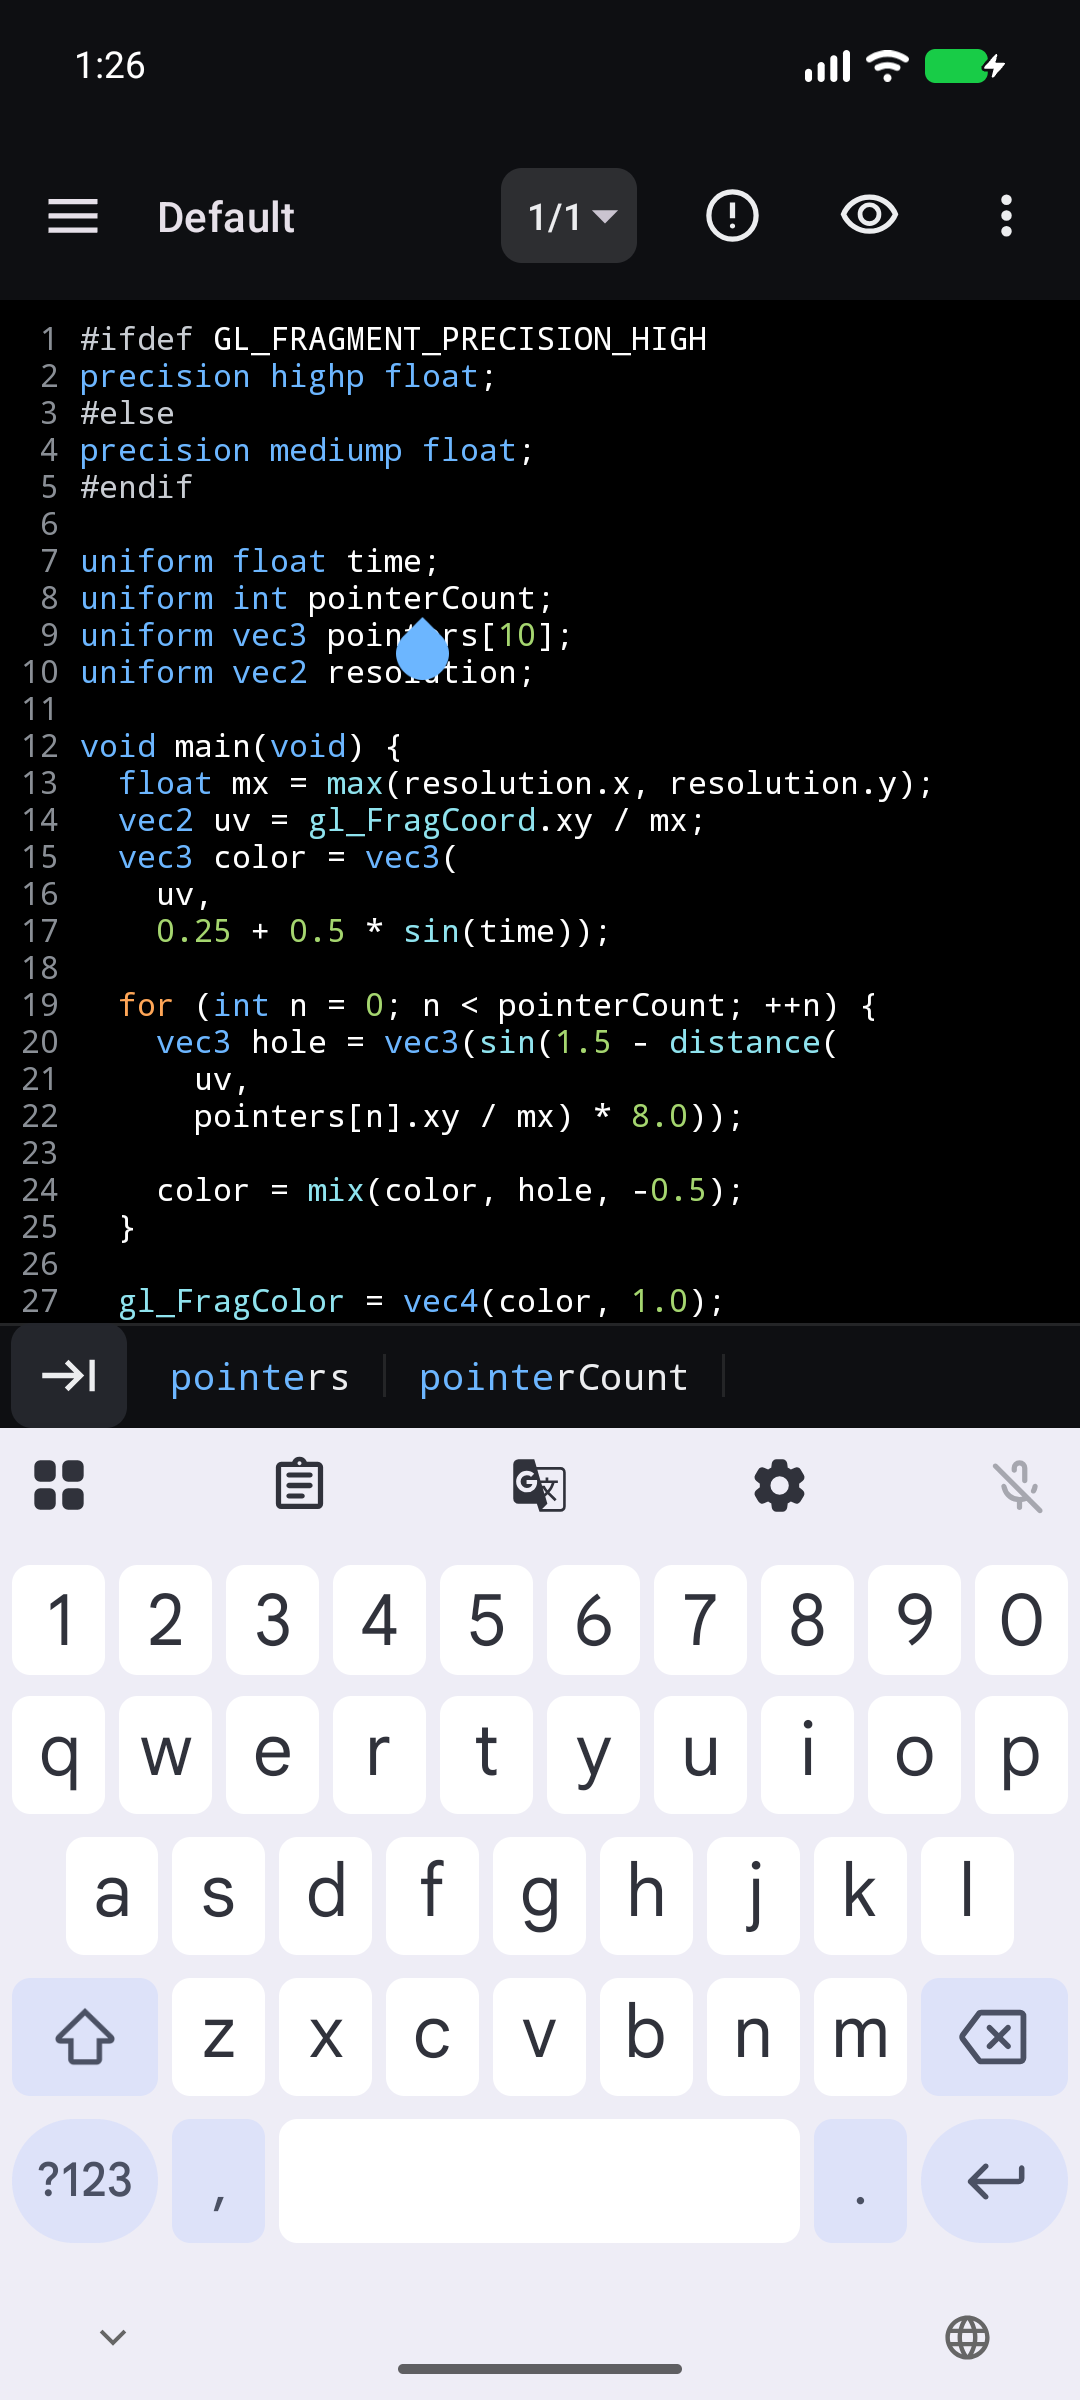 1:26
Default 1/1
1 #ifdef GL_FRAGMENT_PRECISION_HIGH
2 precision highp float;
3 #else
4 precision mediump float;
5 #endif
6
7 uniform float time;
8 uniform int pointerCount;
9 uniform vec3 pointers[10];
10 uniform vec2 resolution;
11
12 void main(void) {
13   float mx = max(resolution.x, resolution.y);
14   vec2 uv = gl_FragCoord.xy / mx;
15   vec3 color = vec3(
16     uv,
17     0.25 + 0.5 * sin(time));
18
19   for (int n = 0; n < pointerCount; ++n) {
20     vec3 hole = vec3(sin(1.5 - distance(
21       uv,
22       pointers[n].xy / mx) * 8.0));
23
24     color = mix(color, hole, -0.5);
25   }
26
27   gl_FragColor = vec4(color, 1.0);
pointers pointerCount
G 文
1 2 3 4 5 6 7 8 9 0
q w e r t y u i o p
a s d f g h j k l
z x c v b n m
?123 , .